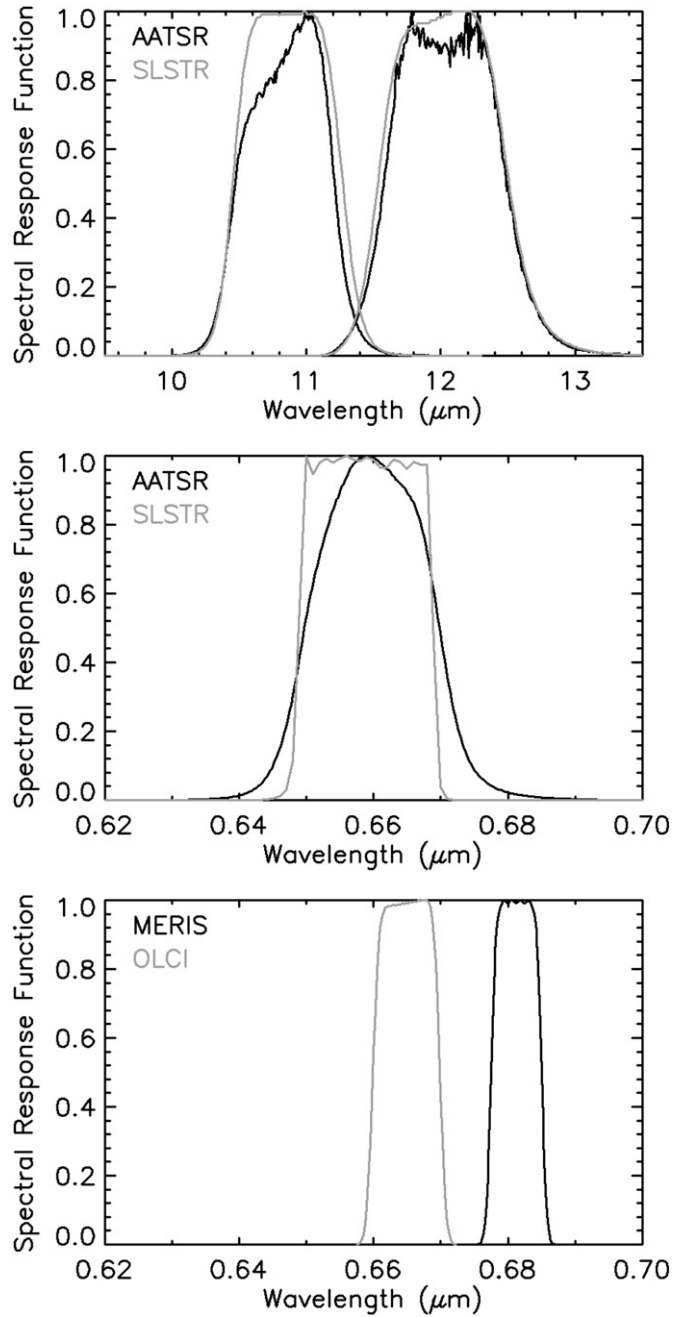 Spectral Response Function
1.0
0.8
0.6
0.4
0.2
0.0
AATSR
SLSTR
10 11 12 13
Wavelength (μm)
Spectral Response Function
1.0
0.8
0.6
0.4
0.2
0.0
AATSR
SLSTR
0.62 0.64 0.66 0.68 0.70
Wavelength (μm)
Spectral Response Function
1.0
0.8
0.6
0.4
0.2
0.0
MERIS
OLCI
0.62 0.64 0.66 0.68 0.70
Wavelength (μm)